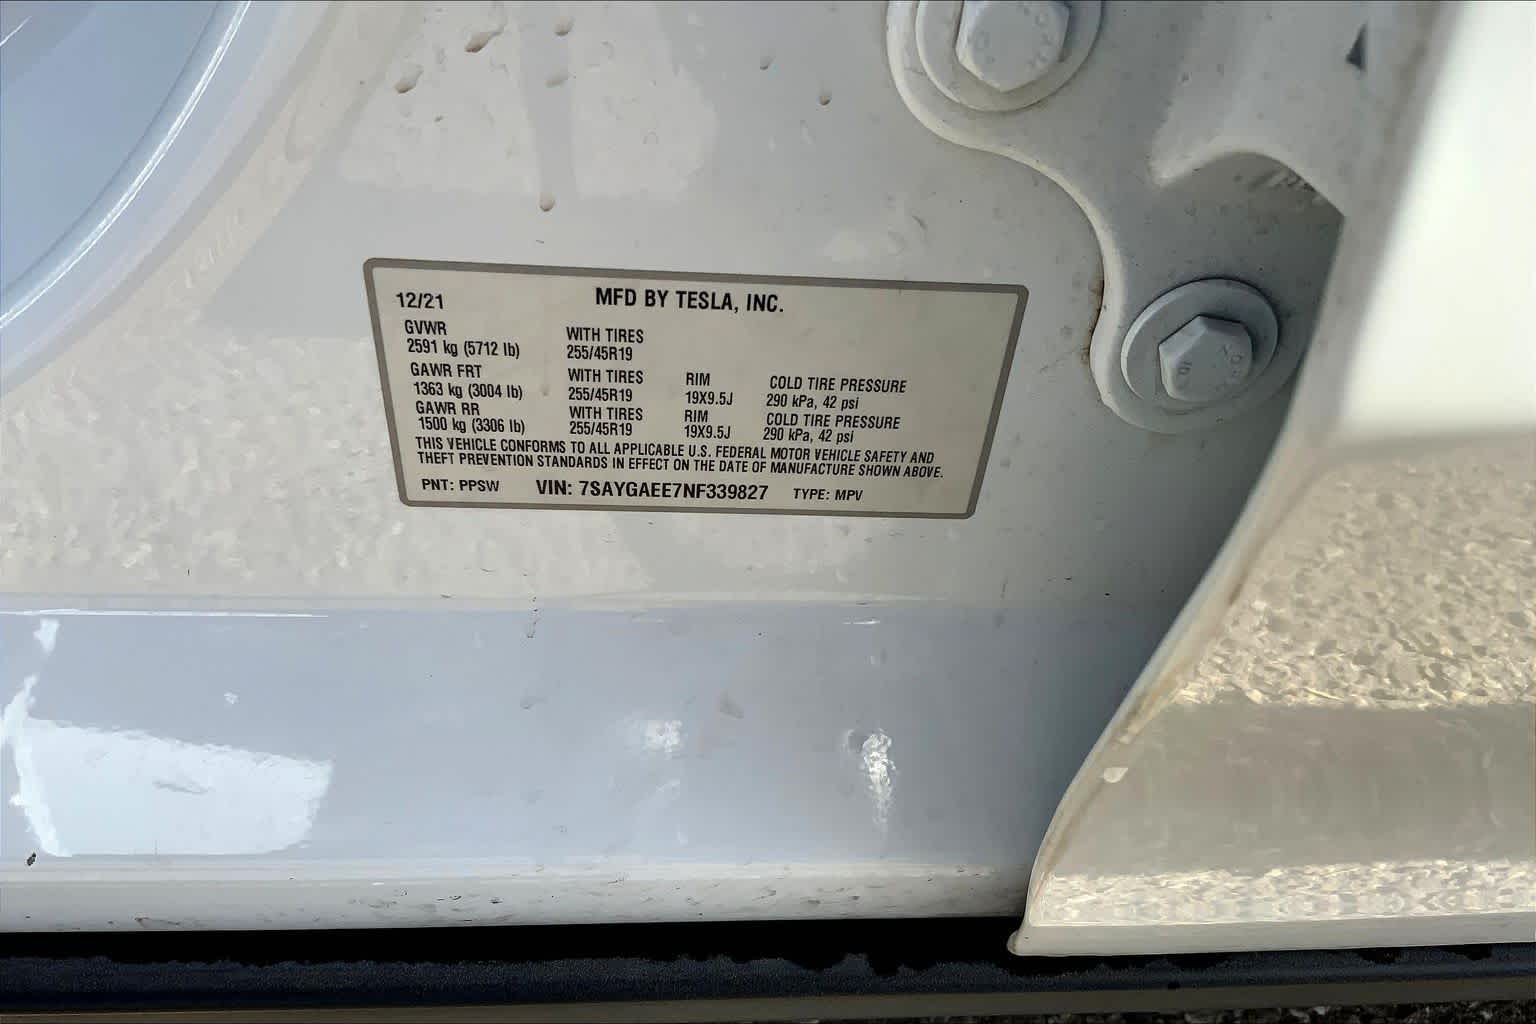 12/21 MFD BY TESLA, INC.
GVWR WITH TIRES
2591 kg (5712 lb) 255/45R19
GAWR FRT WITH TIRES RIM COLD TIRE PRESSURE
1363 kg (3004 lb) 255/45R19 19X9.5J 290 kPa, 42 psi
GAWR RR WITH TIRES RIM COLD TIRE PRESSURE
1500 kg (3306 lb) 255/45R19 19X9.5J 290 kPa, 42 psi
THIS VEHICLE CONFORMS TO ALL APPLICABLE U.S. FEDERAL MOTOR VEHICLE SAFETY AND
THEFT PREVENTION STANDARDS IN EFFECT ON THE DATE OF MANUFACTURE SHOWN ABOVE.
PNT: PPSW VIN: 7SAYGAEE7NF339827 TYPE: MPV